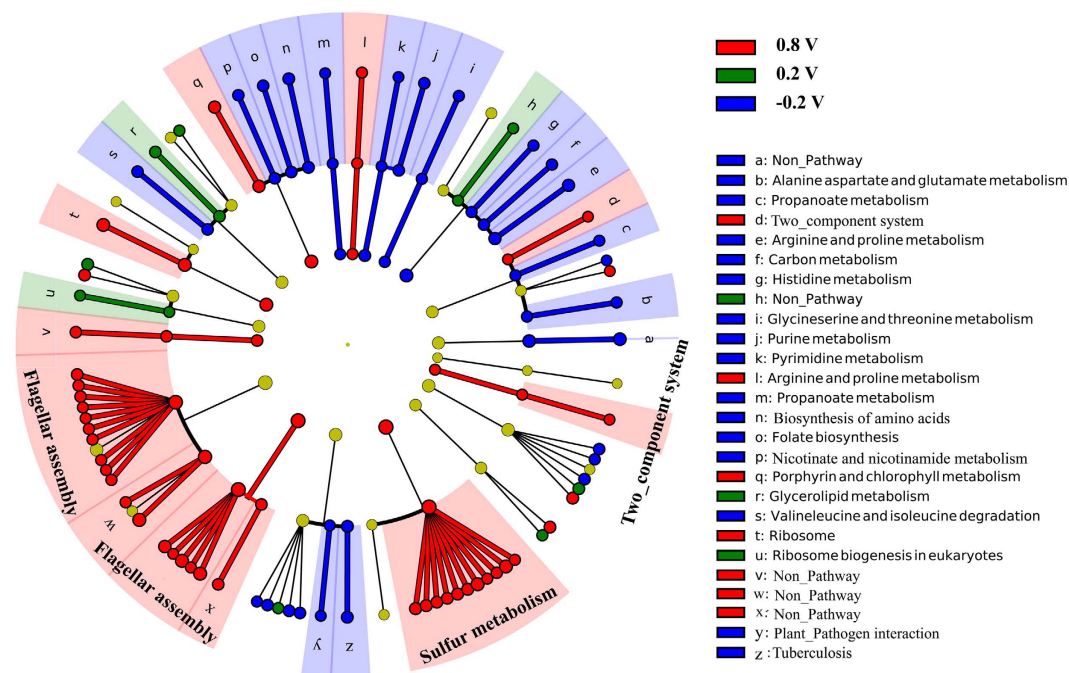 0.8 V
0.2 V
-0.2 V
a: Non_Pathway
b: Alanine aspartate and glutamate metabolism
c: Propanoate metabolism
d: Two_component system
e: Arginine and proline metabolism
f: Carbon metabolism
g: Histidine metabolism
h: Non_Pathway
i: Glycineserine and threonine metabolism
j: Purine metabolism
k: Pyrimidine metabolism
l: Arginine and proline metabolism
m: Propanoate metabolism
n: Biosynthesis of amino acids
o: Folate biosynthesis
p: Nicotinate and nicotinamide metabolism
q: Porphyrin and chlorophyll metabolism
r: Glycerolipid metabolism
s: Valineleucine and isoleucine degradation
t: Ribosome
u: Ribosome biogenesis in eukaryotes
v: Non_Pathway
w: Non_Pathway
x: Non_Pathway
y: Plant_Pathogen interaction
z : Tuberculosis
a
b
c
d
e
f
g
h
i
j
k
l
m
n
o
p
q
r
s
t
u
v
Flagellar assembly
w
Flagellar assembly
x
y
z
Sulfur metabolism
Two_component system